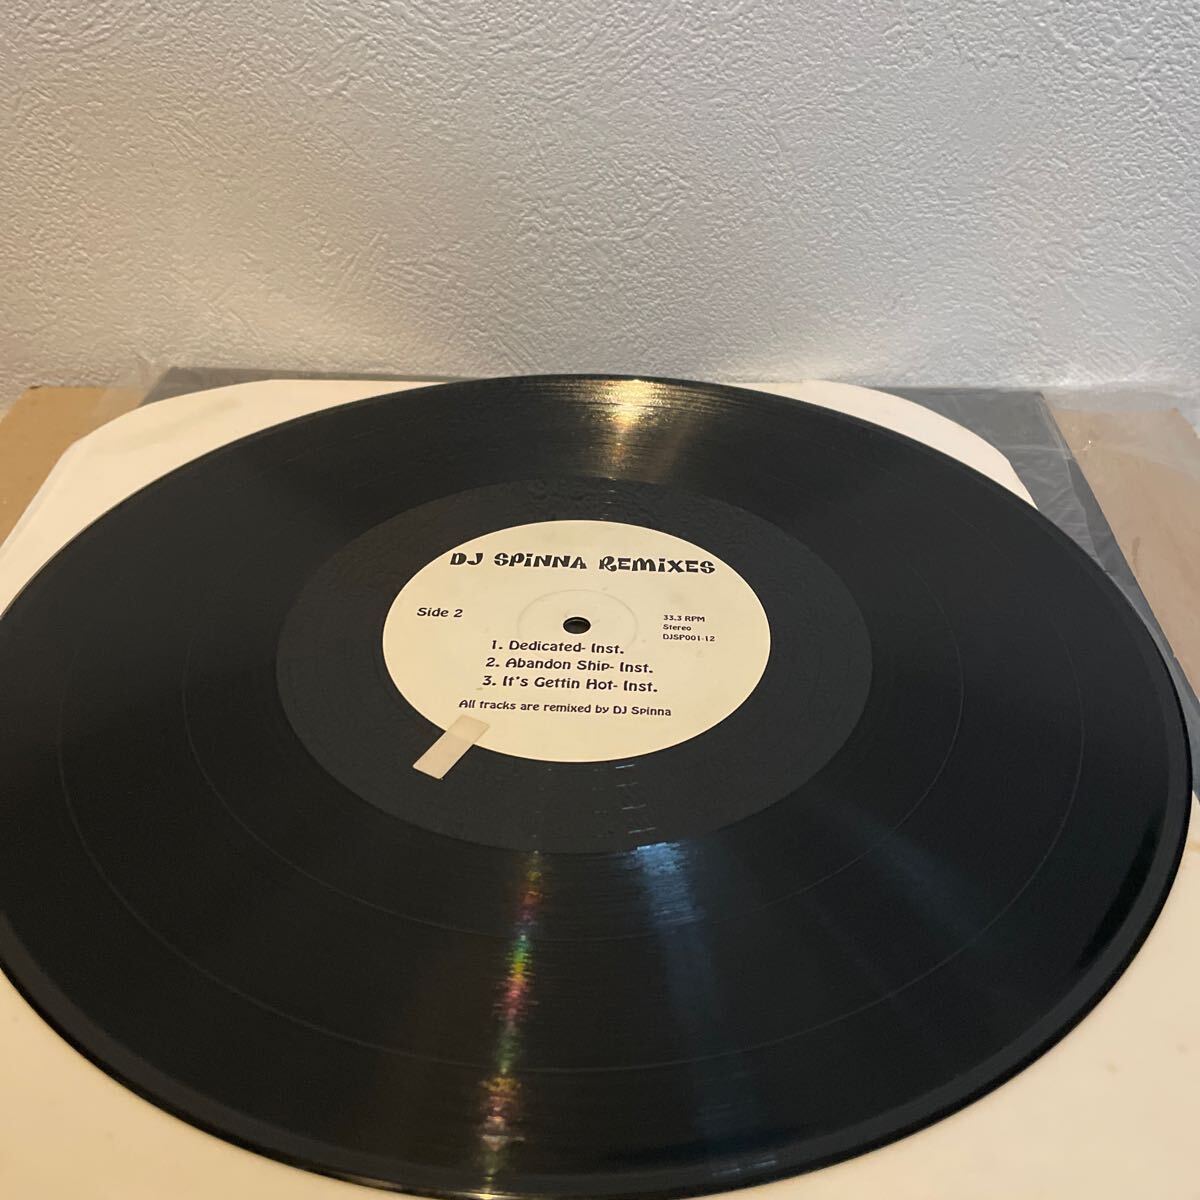 DJ SPiNNA REMiXES
Side 2
33.3 RPM
Stereo
DJSP001-12
1. Dedicated- Inst.
2. Abandon Ship- Inst.
3. It's Gettin Hot- Inst.
All tracks are remixed by DJ Spinna